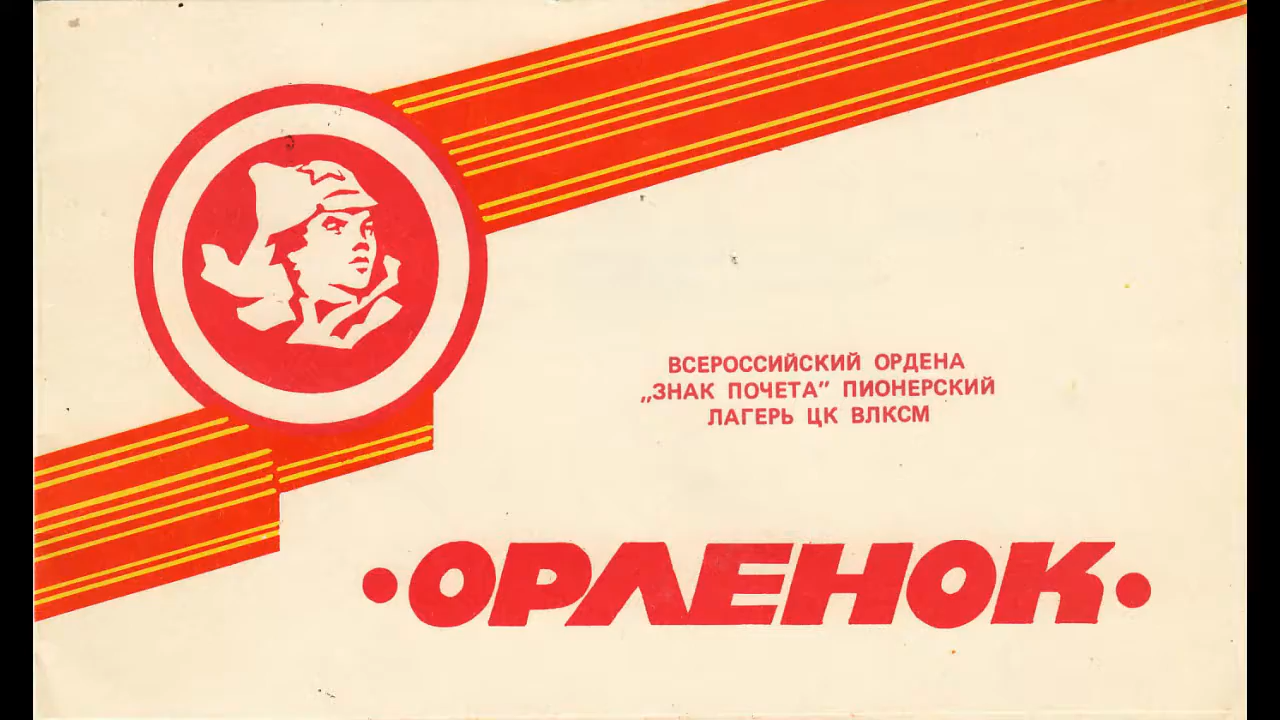 ВСЕРОССИЙСКИЙ ОРДЕНА
„ЗНАК ПОЧЕТА” ПИОНЕРСКИЙ
ЛАГЕРЬ ЦК ВЛКСМ
•ОРЛЕНОК•